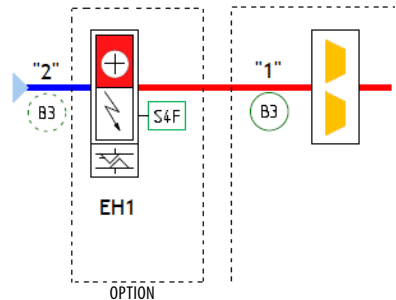 "2"
"1"
B3
S4F
B3
EH1
OPTION